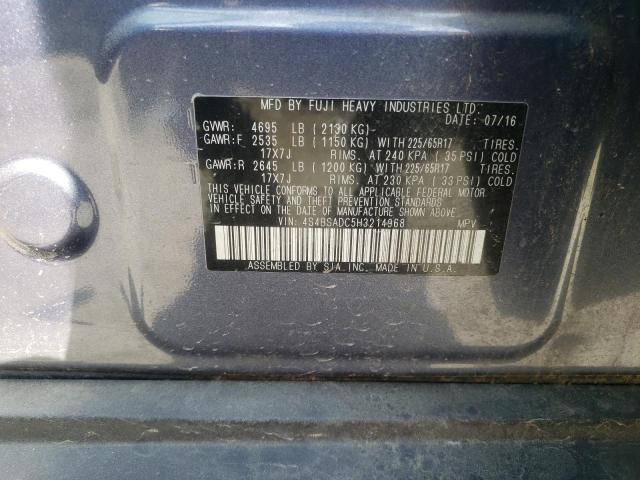 MFD BY FUJI HEAVY INDUSTRIES LTD.
DATE: 07/16
GVWR: 4695 LB ( 2130 KG)
GAWR:F 2535 LB ( 1150 KG) WITH 225/65R17 TIRES.
17X7J RIMS. AT 240 KPA ( 35 PSI) COLD
GAWR:R 2645 LB ( 1200 KG) WITH 225/65R17 TIRES.
17X7J RIMS. AT 230 KPA ( 33 PSI) COLD
THIS VEHICLE CONFORMS TO ALL APPLICABLE FEDERAL MOTOR
VEHICLE SAFETY AND THEFT PREVENTION STANDARDS
IN EFFECT ON THE DATE OF MANUFACTURE SHOWN ABOVE.
VIN: 4S4BSADC5H3214968 MPV
ASSEMBLED BY SIA,INC. MADE IN U.S.A.